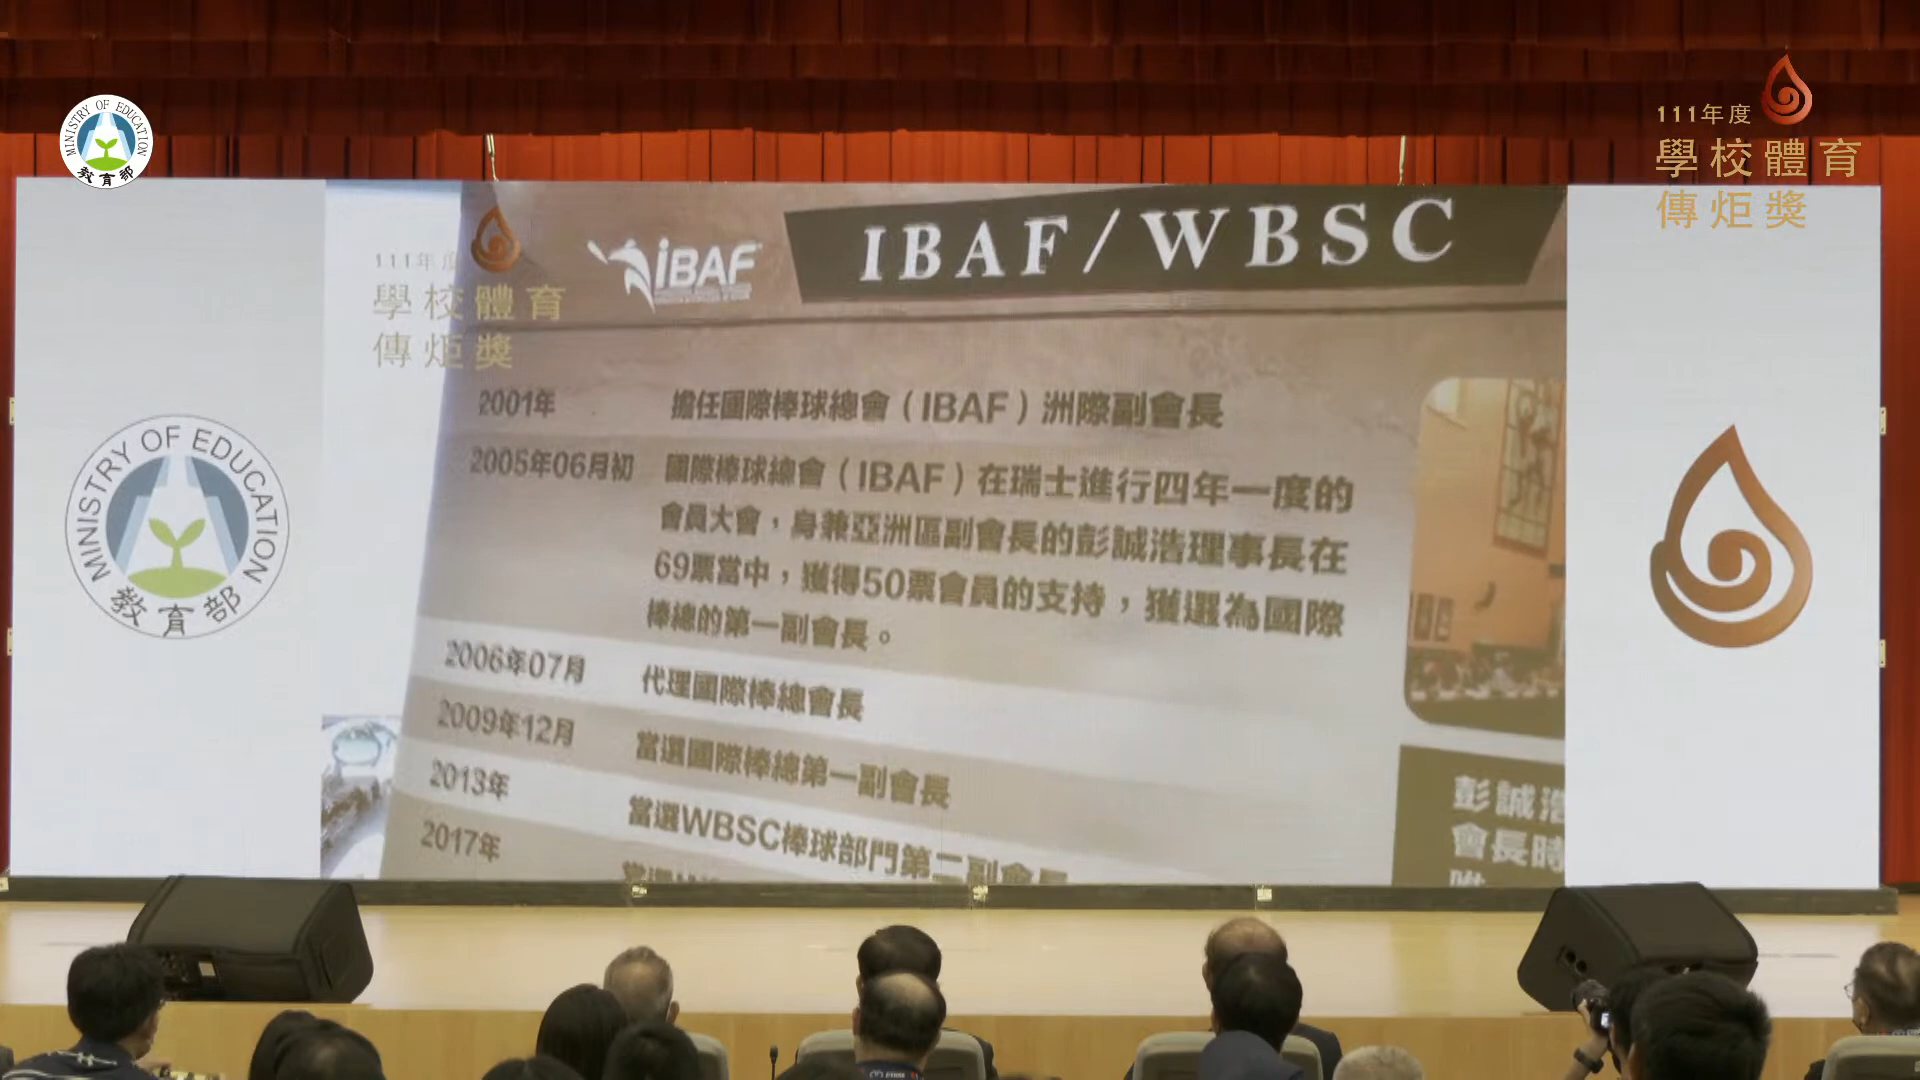 MINISTRY OF EDUCATION
教育部
111年度
學校體育
傳炬獎
111年度
學校體育
傳炬獎
iBAF
IBAF/WBSC
2001年 擔任國際棒球總會（IBAF）洲際副會長
2005年06月初 國際棒球總會（IBAF）在瑞士進行四年一度的
會員大會，身兼亞洲區副會長的彭誠浩理事長在
69票當中，獲得50票會員的支持，獲選為國際
棒總的第一副會長。
2006年07月 代理國際棒總會長
2009年12月 當選國際棒總第一副會長
2013年 當選WBSC棒球部門第二副會長
2017年 當選
彭誠浩
會長時
MINISTRY OF EDUCATION
教育部